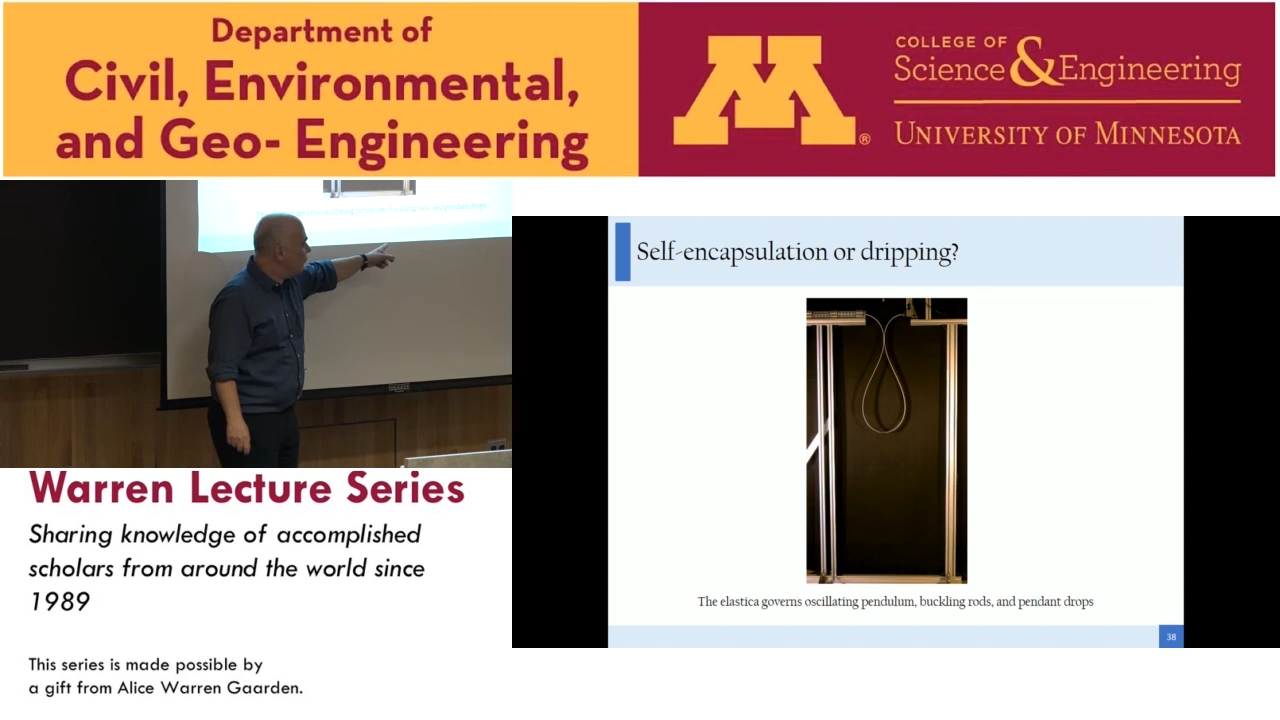 Department of
Civil, Environmental,
and Geo- Engineering
M®
COLLEGE OF
Science & Engineering
UNIVERSITY OF MINNESOTA
Self-encapsulation or dripping?
The elastica governs oscillating pendulum, buckling rods, and pendant drops
38
Warren Lecture Series
Sharing knowledge of accomplished
scholars from around the world since
1989
This series is made possible by
a gift from Alice Warren Gaarden.